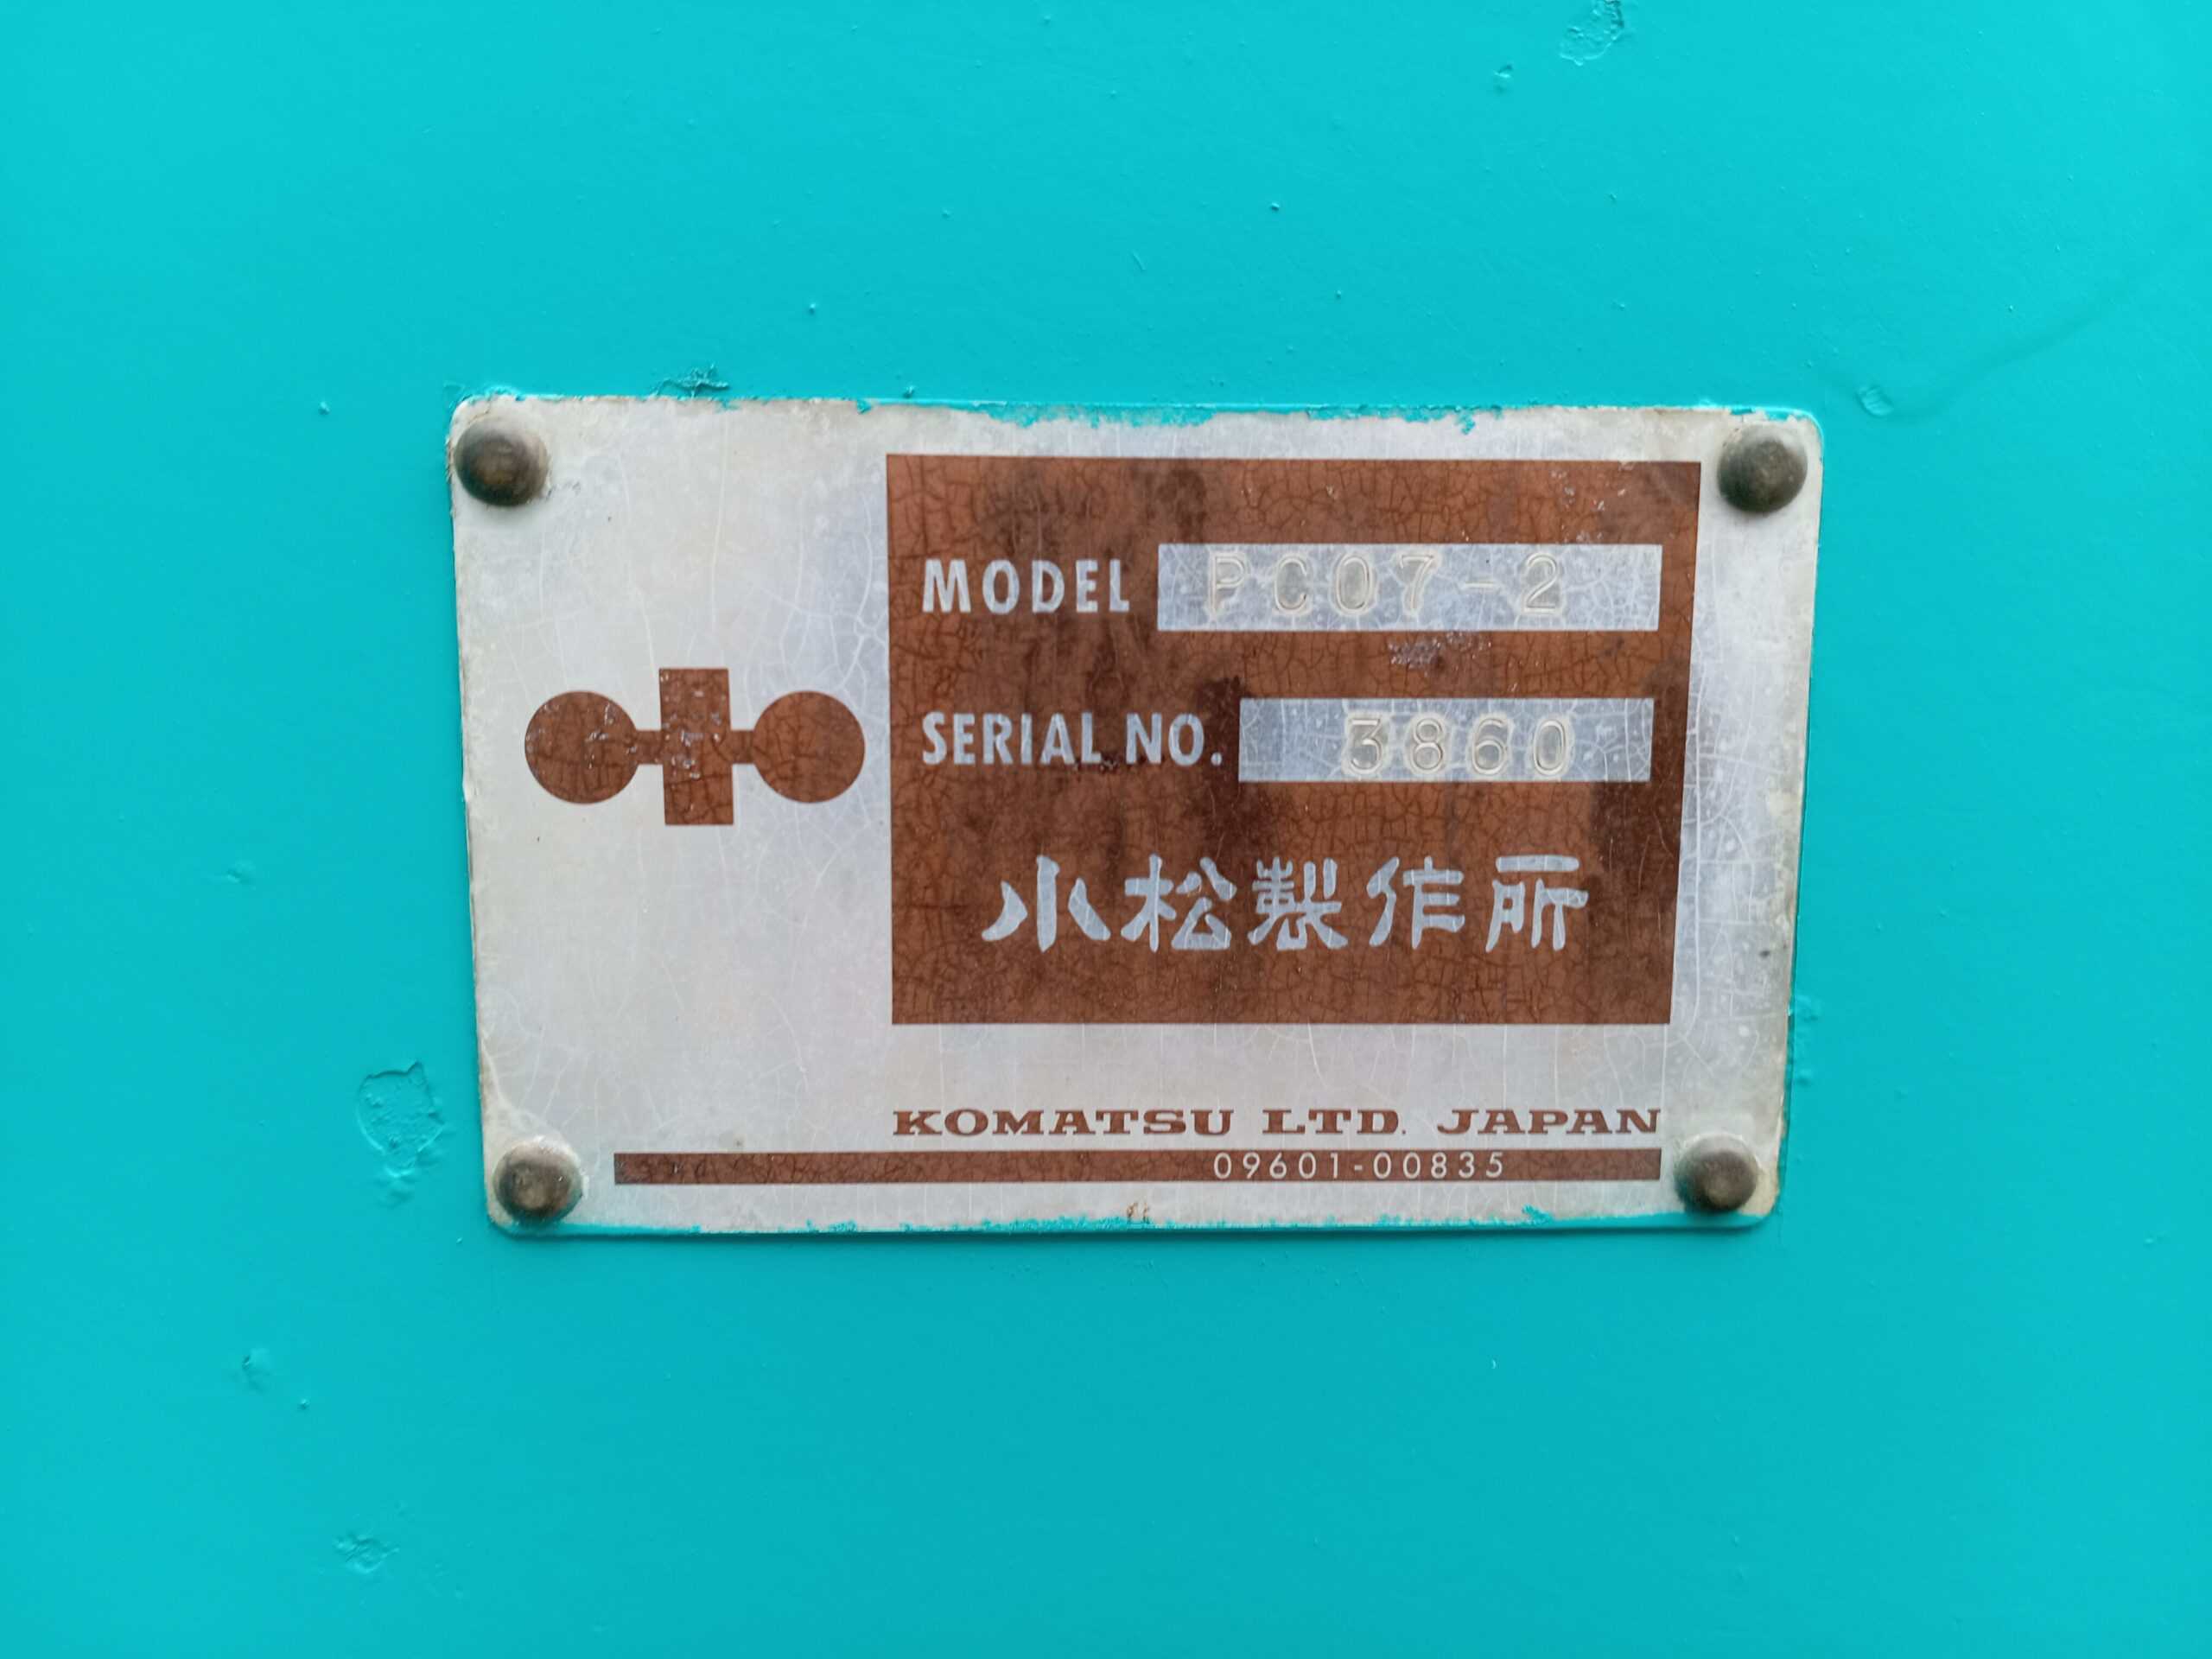 MODEL PC07-2
SERIAL NO. 3860
小松製作所
KOMATSU LTD. JAPAN
09601-00835